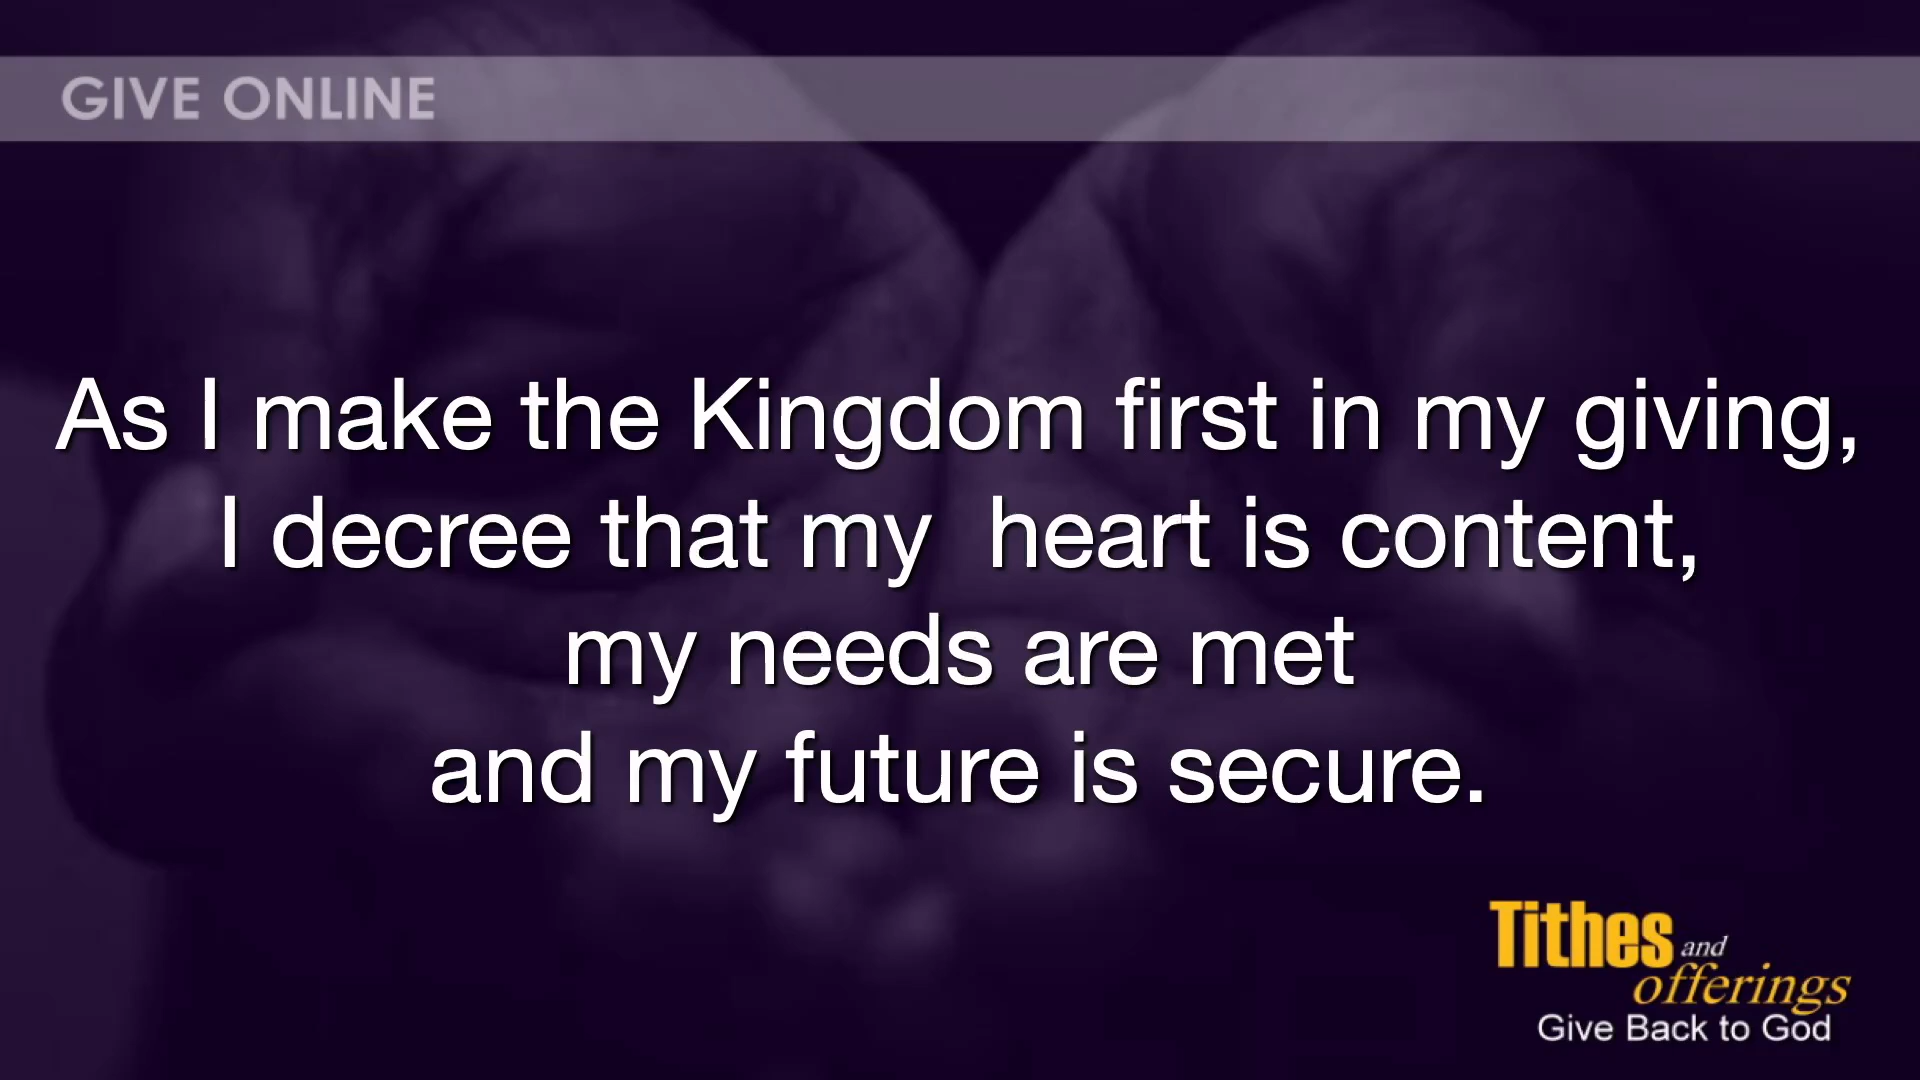 GIVE ONLINE
As I make the Kingdom first in my giving,
I decree that my  heart is content,
my needs are met
and my future is secure.
Tithes and
offerings
Give Back to God